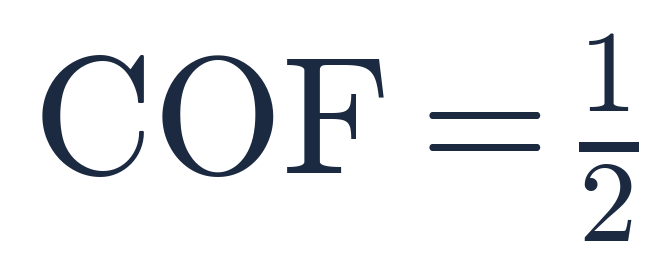 COF = 1/2